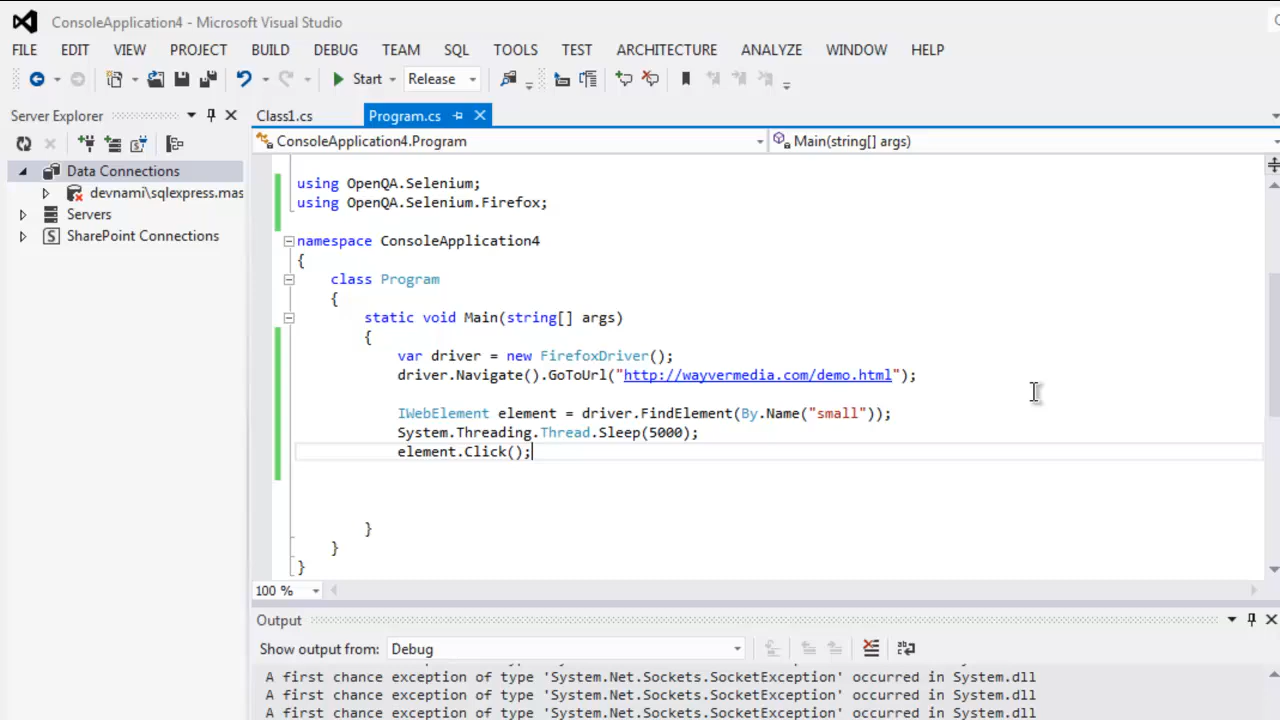 ConsoleApplication4 - Microsoft Visual Studio
FILE EDIT VIEW PROJECT BUILD DEBUG TEAM SQL TOOLS TEST ARCHITECTURE ANALYZE WINDOW HELP
Start Release
Server Explorer
Data Connections
devnami\sqlexpress.mas
Servers
SharePoint Connections
Class1.cs Program.cs
ConsoleApplication4.Program Main(string[] args)
using OpenQA.Selenium;
using OpenQA.Selenium.Firefox;
namespace ConsoleApplication4
{
class Program
{
static void Main(string[] args)
{
var driver = new FirefoxDriver();
driver.Navigate().GoToUrl("http://wayvermedia.com/demo.html");
IWebElement element = driver.FindElement(By.Name("small"));
System.Threading.Thread.Sleep(5000);
element.Click();
}
}
}
100 %
Output
Show output from: Debug
A first chance exception of type 'System.Net.Sockets.SocketException' occurred in System.dll
A first chance exception of type 'System.Net.Sockets.SocketException' occurred in System.dll
A first chance exception of type 'System.Net.Sockets.SocketException' occurred in System.dll